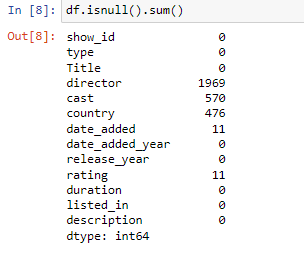 In [8]: df.isnull().sum()
Out[8]: show_id 0
type 0
Title 0
director 1969
cast 570
country 476
date_added 11
date_added_year 0
release_year 0
rating 11
duration 0
listed_in 0
description 0
dtype: int64